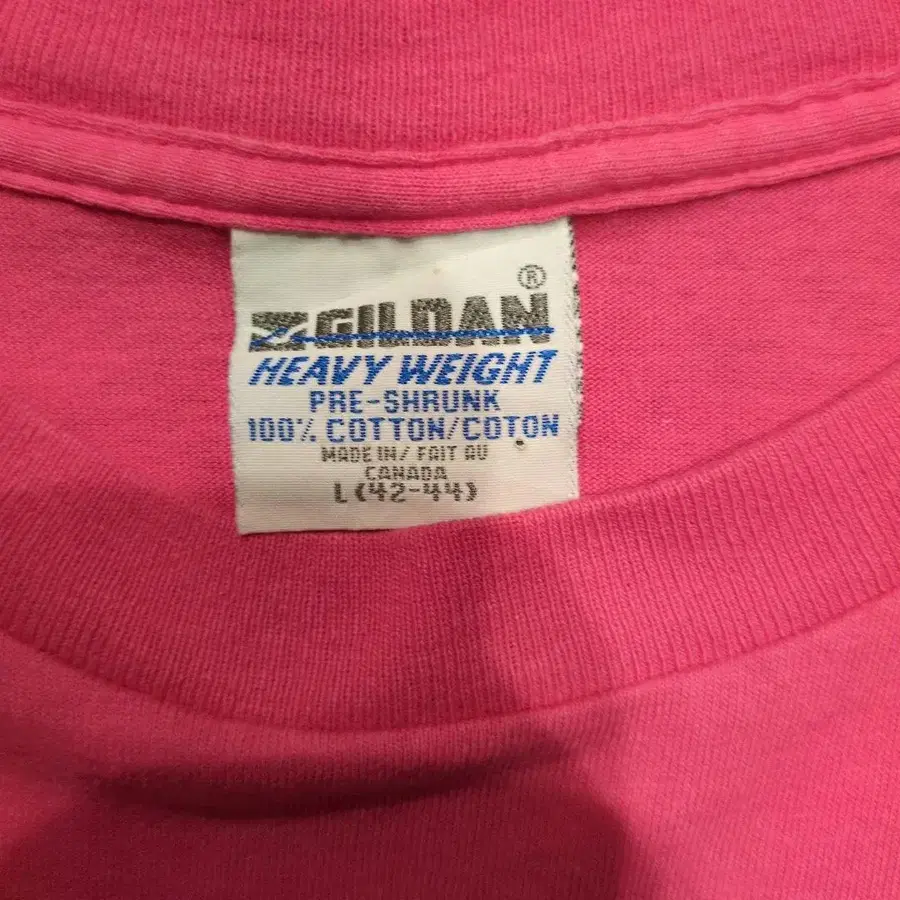 GILDAN®
HEAVY WEIGHT
PRE-SHRUNK
100% COTTON/COTON
MADE IN/FAIT AU
CANADA
L (42-44)